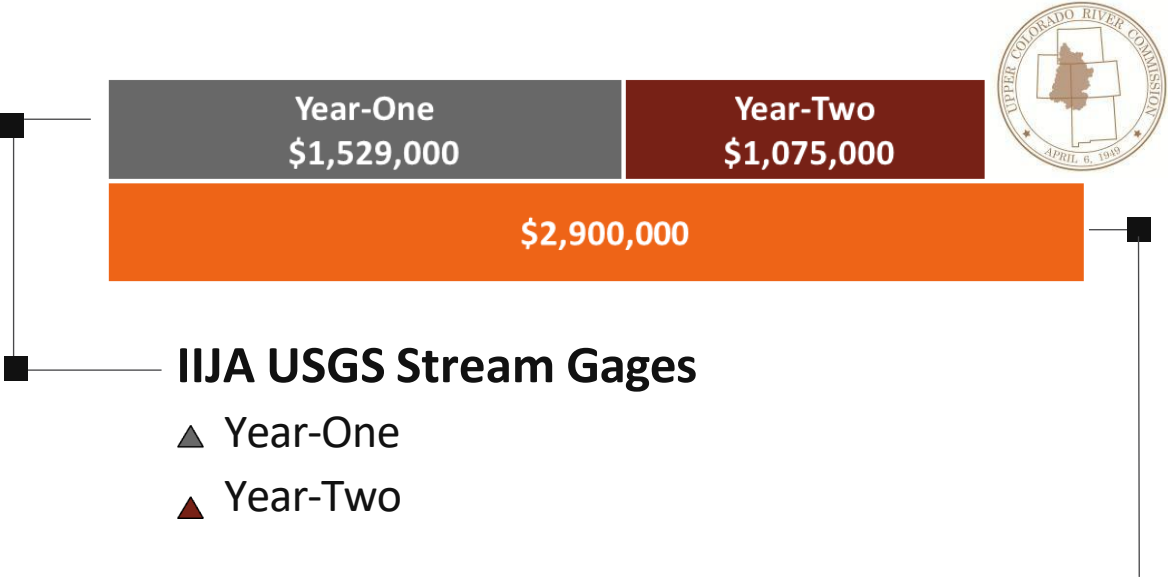 UPPER COLORADO RIVER COMMISSION
APRIL 6, 1949
Year-One
$1,529,000
Year-Two
$1,075,000
$2,900,000
IIJA USGS Stream Gages
Year-One
Year-Two